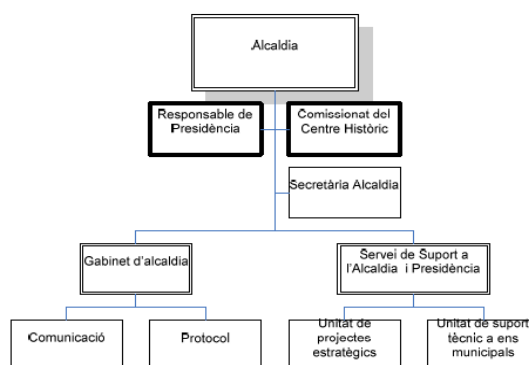 Alcaldia
Responsable de
Presidència
Comissionat del
Centre Històric
Secretària Alcaldia
Gabinet d'alcaldia
Servei de Suport a
l'Alcaldia i Presidència
Comunicació
Protocol
Unitat de
projectes
estratègics
Unitat de suport
tècnic a ens
municipals